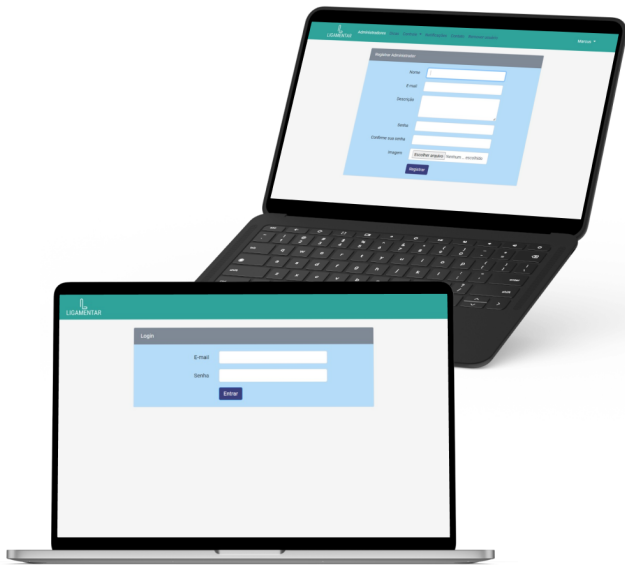 LIGAMENTAR
Administradores
Marcos
Registrar Administrador
Nome
E-mail
Descrição
Senha
Confirme sua senha
Imagem
Escolher arquivo Nenhum... escolhido
Registrar
LIGAMENTAR
Login
E-mail
Senha
Entrar